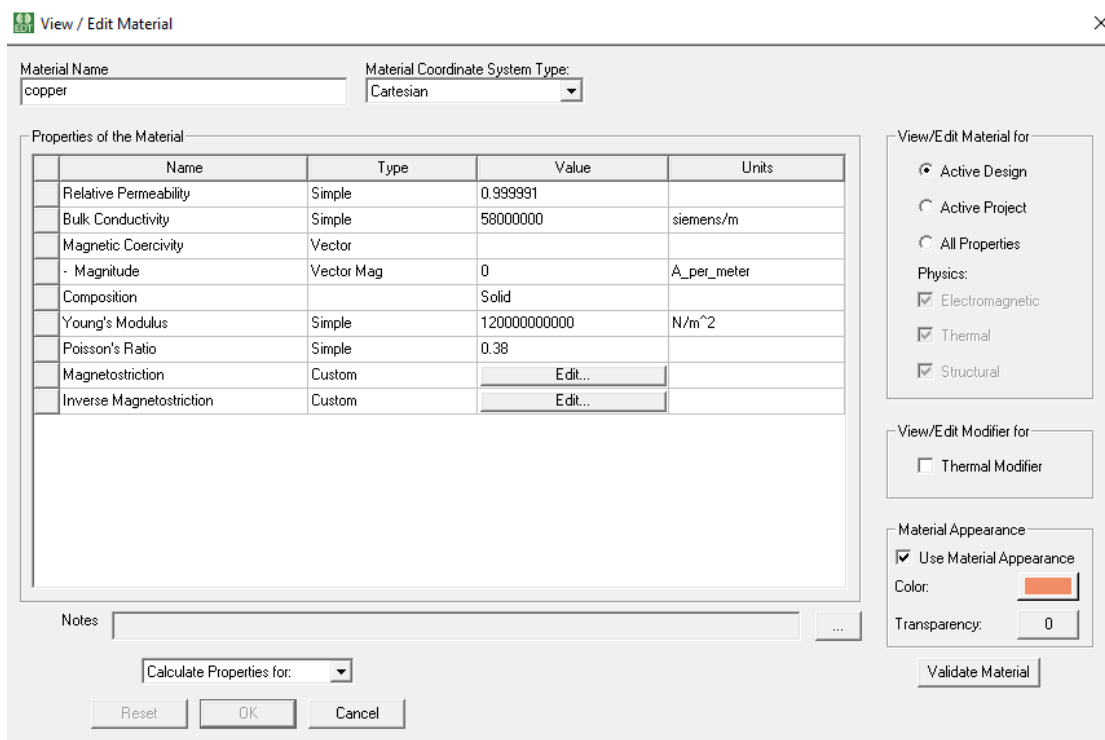 EDT View / Edit Material
Material Name
copper
Material Coordinate System Type:
Cartesian
Properties of the Material
Name Type Value Units
Relative Permeability Simple 0.999991
Bulk Conductivity Simple 58000000 siemens/m
Magnetic Coercivity Vector
- Magnitude Vector Mag 0 A_per_meter
Composition Solid
Young's Modulus Simple 120000000000 N/m^2
Poisson's Ratio Simple 0.38
Magnetostriction Custom Edit...
Inverse Magnetostriction Custom Edit...
View/Edit Material for
Active Design
Active Project
All Properties
Physics:
Electromagnetic
Thermal
Structural
View/Edit Modifier for
Thermal Modifier
Material Appearance
Use Material Appearance
Color:
Transparency: 0
Notes ...
Calculate Properties for:
Validate Material
Reset OK Cancel